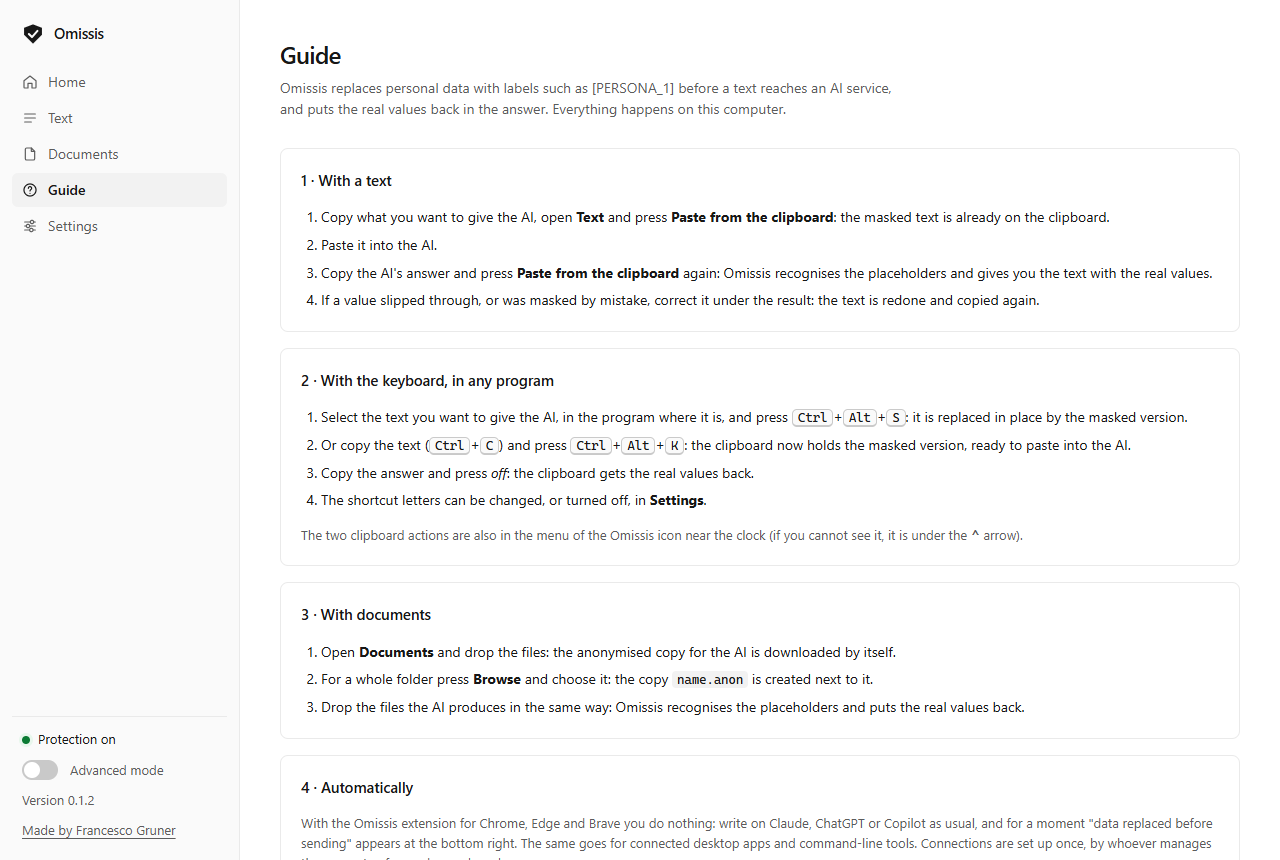 Omissis
Home
Text
Documents
Guide
Settings
Protection on
Advanced mode
Version 0.1.2
Made by Francesco Gruner
Guide
Omissis replaces personal data with labels such as [PERSONA_1] before a text reaches an AI service,
and puts the real values back in the answer. Everything happens on this computer.
1 · With a text
1. Copy what you want to give the AI, open Text and press Paste from the clipboard: the masked text is already on the clipboard.
2. Paste it into the AI.
3. Copy the AI's answer and press Paste from the clipboard again: Omissis recognises the placeholders and gives you the text with the real values.
4. If a value slipped through, or was masked by mistake, correct it under the result: the text is redone and copied again.
2 · With the keyboard, in any program
1. Select the text you want to give the AI, in the program where it is, and press Ctrl+Alt+S: it is replaced in place by the masked version.
2. Or copy the text (Ctrl+C) and press Ctrl+Alt+K: the clipboard now holds the masked version, ready to paste into the AI.
3. Copy the answer and press off: the clipboard gets the real values back.
4. The shortcut letters can be changed, or turned off, in Settings.
The two clipboard actions are also in the menu of the Omissis icon near the clock (if you cannot see it, it is under the ^ arrow).
3 · With documents
1. Open Documents and drop the files: the anonymised copy for the AI is downloaded by itself.
2. For a whole folder press Browse and choose it: the copy name.anon is created next to it.
3. Drop the files the AI produces in the same way: Omissis recognises the placeholders and puts the real values back.
4 · Automatically
With the Omissis extension for Chrome, Edge and Brave you do nothing: write on Claude, ChatGPT or Copilot as usual, and for a moment "data replaced before
sending" appears at the bottom right. The same goes for connected desktop apps and command-line tools. Connections are set up once, by whoever manages